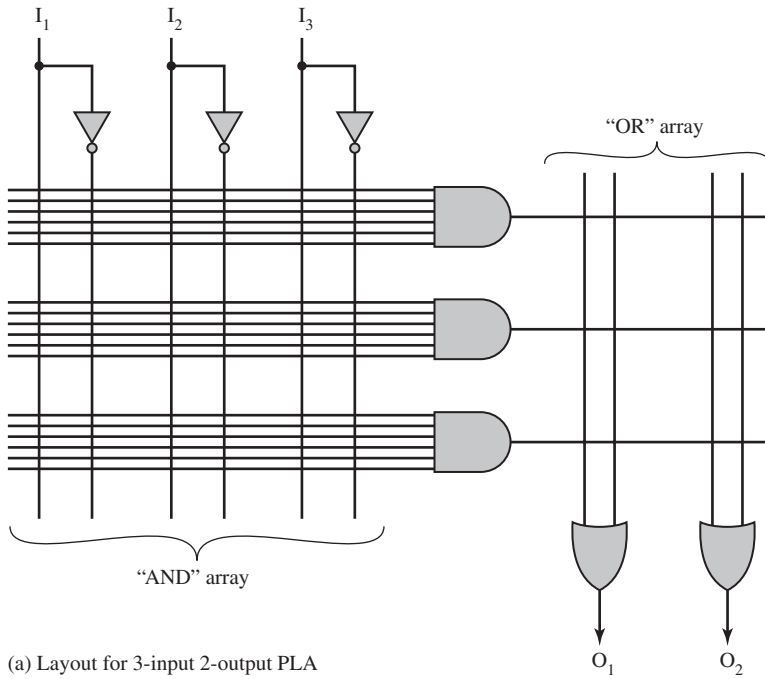 I1 I2 I3
“OR” array
“AND” array
(a) Layout for 3-input 2-output PLA
O1 O2